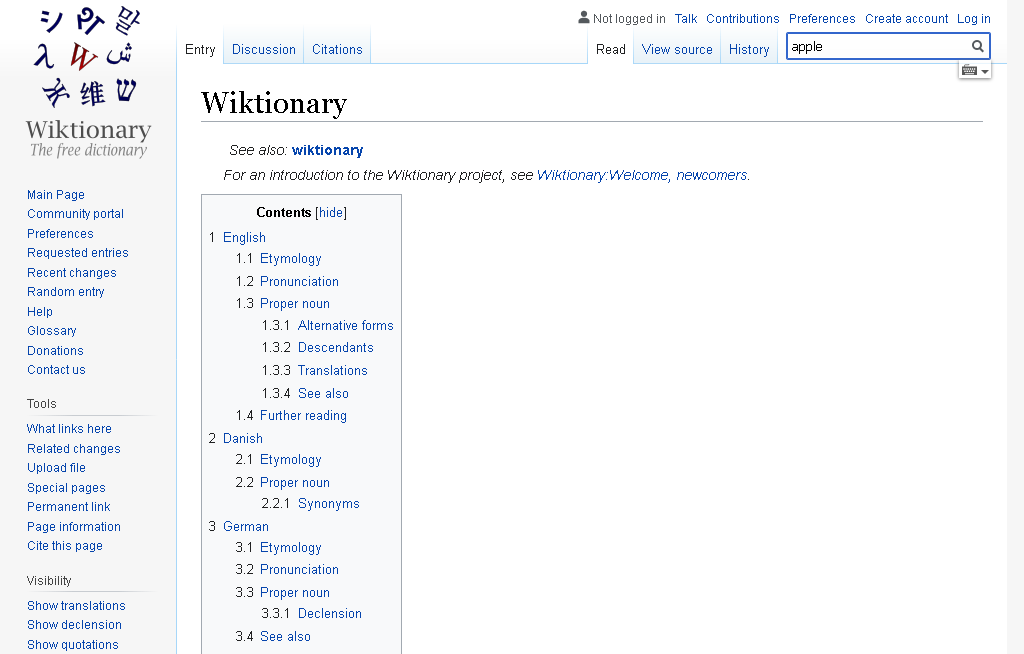 シ Я 말
λ W ش
维 ש
Wiktionary
The free dictionary
Not logged in Talk Contributions Preferences Create account Log in
Entry Discussion Citations Read View source History apple
Wiktionary
See also: wiktionary
For an introduction to the Wiktionary project, see Wiktionary:Welcome, newcomers.
Contents [hide]
1 English
1.1 Etymology
1.2 Pronunciation
1.3 Proper noun
1.3.1 Alternative forms
1.3.2 Descendants
1.3.3 Translations
1.3.4 See also
1.4 Further reading
2 Danish
2.1 Etymology
2.2 Proper noun
2.2.1 Synonyms
3 German
3.1 Etymology
3.2 Pronunciation
3.3 Proper noun
3.3.1 Declension
3.4 See also
Main Page
Community portal
Preferences
Requested entries
Recent changes
Random entry
Help
Glossary
Donations
Contact us
Tools
What links here
Related changes
Upload file
Special pages
Permanent link
Page information
Cite this page
Visibility
Show translations
Show declension
Show quotations